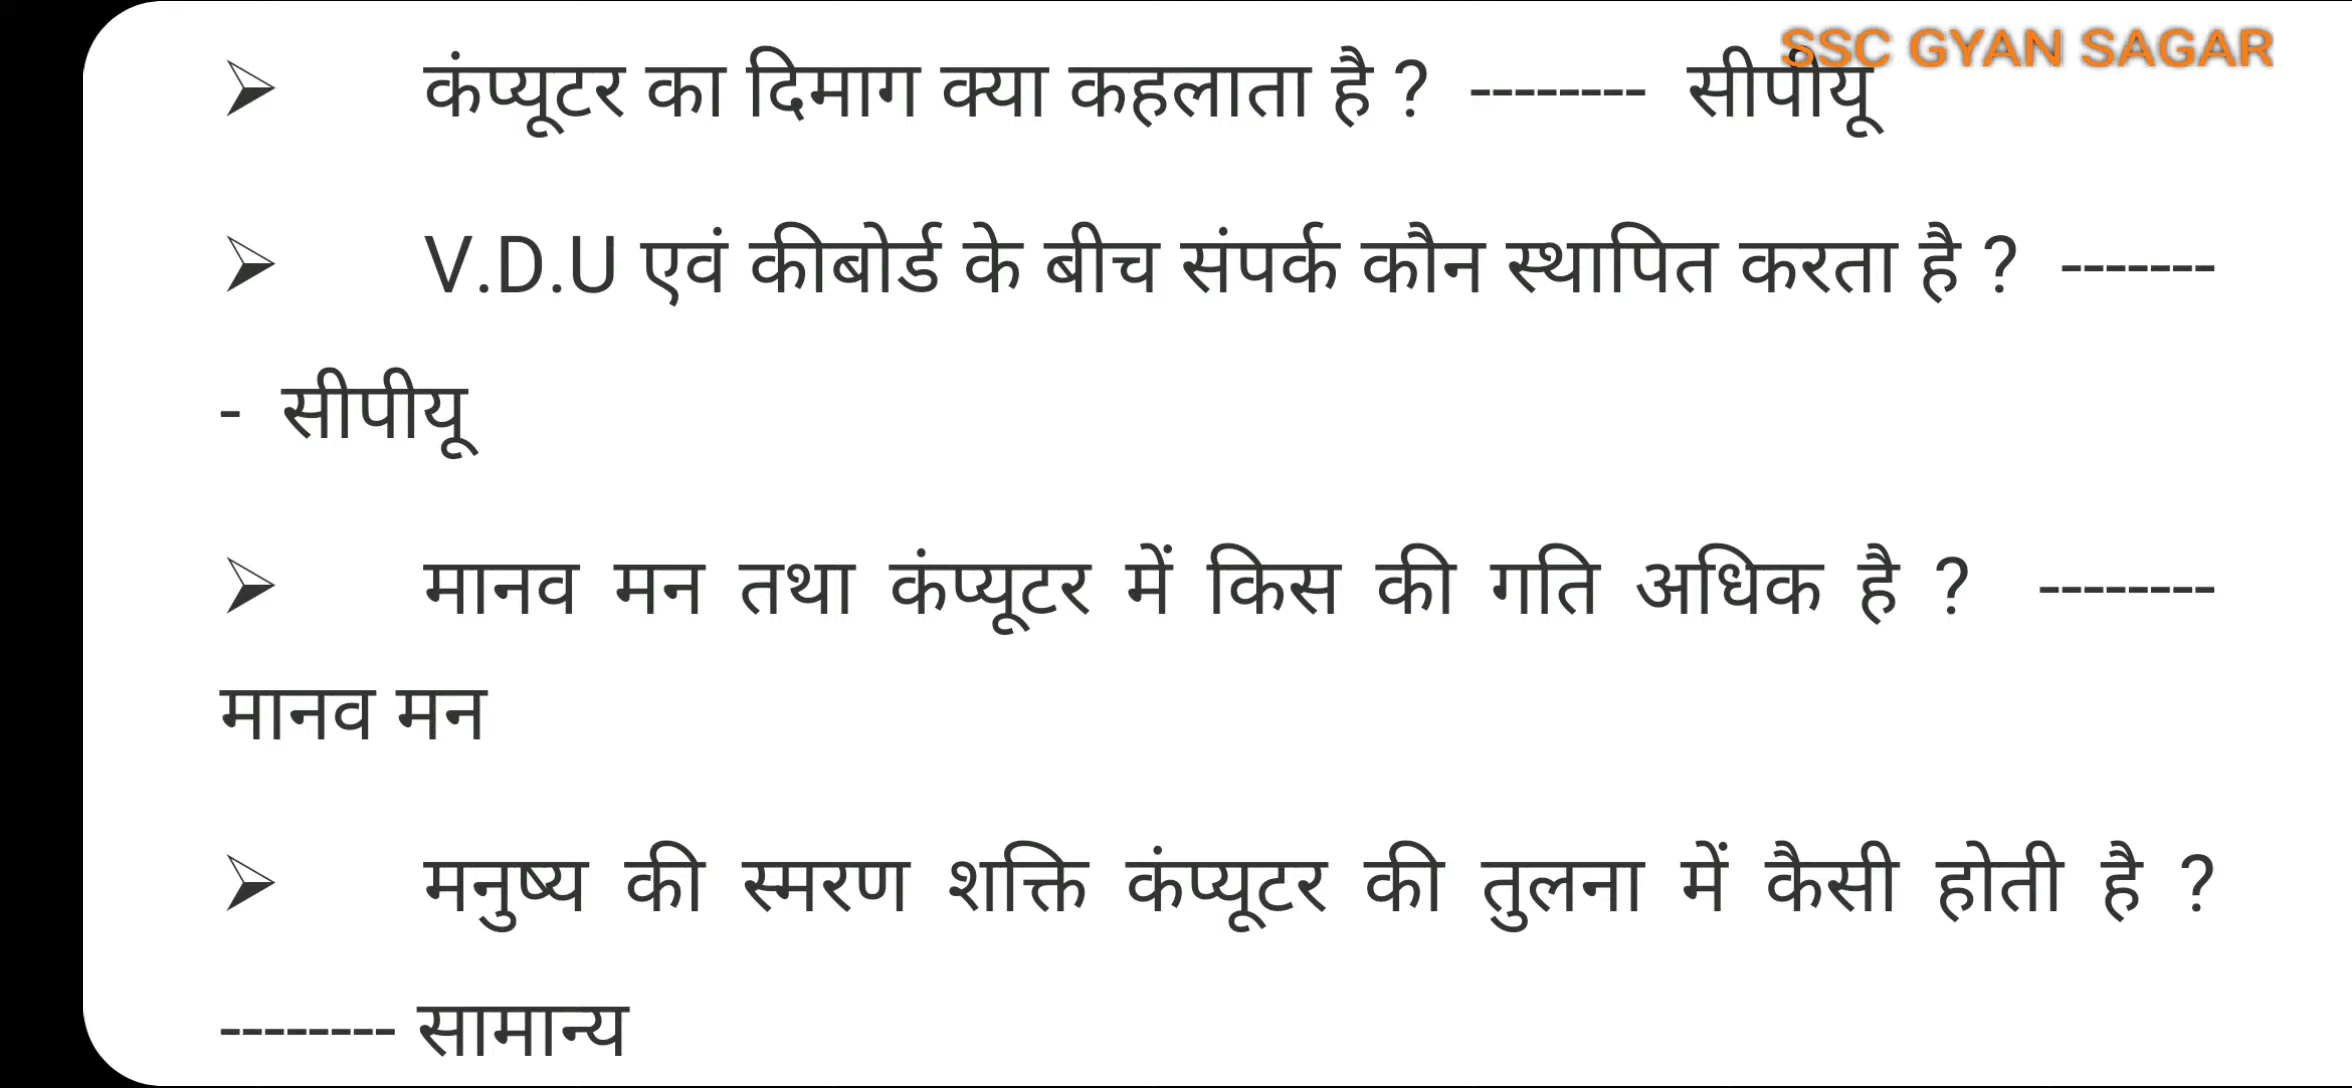 SSC GYAN SAGAR
➢ कंप्यूटर का दिमाग क्या कहलाता है ? -------- सीपीयू
➢ V.D.U एवं कीबोर्ड के बीच संपर्क कौन स्थापित करता है ? -------
- सीपीयू
➢ मानव मन तथा कंप्यूटर में किस की गति अधिक है ? --------
मानव मन
➢ मनुष्य की स्मरण शक्ति कंप्यूटर की तुलना में कैसी होती है ?
-------- सामान्य